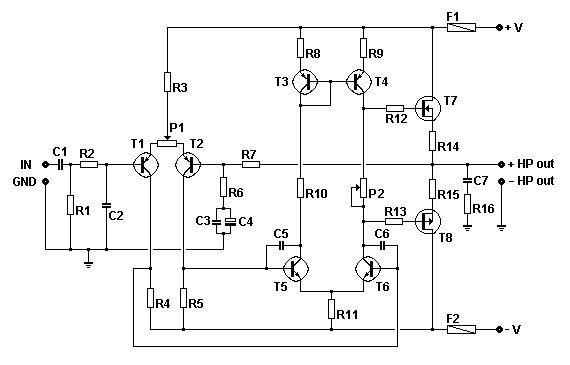 F1
+ V
R8
R9
T3
T4
R3
T7
R12
P1
T1
T2
R14
C1
R2
R7
IN
+ HP out
GND
C7
- HP out
R6
R10
P2
R15
R1
C2
R16
C3
C4
R13
T8
C5
C6
T5
T6
R4
R5
R11
F2
- V